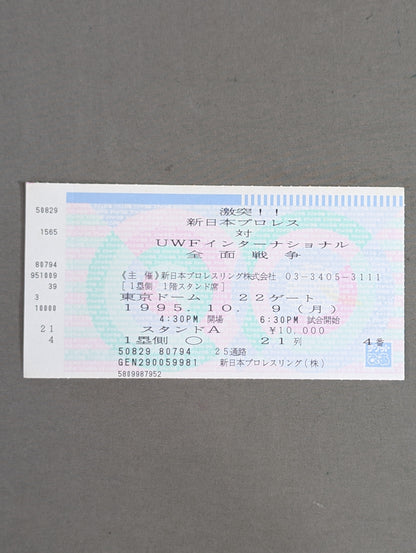 50829
1565
80794
951009
39
3
10000
21
4
激突!!
新日本プロレス
対
UWFインターナショナル
全面戦争
《主 催》新日本プロレスリング株式会社 03-3405-3111
[1塁側 1階スタンド席]
東京ドーム 22ゲート
1995.10. 9(月)
4:30PM 開場 6:30PM 試合開始
スタンドA ¥10,000
1塁側 ○ 21列 4番
50829 80794 25通路
GEN290059981 新日本プロレスリング(株)
5809987952